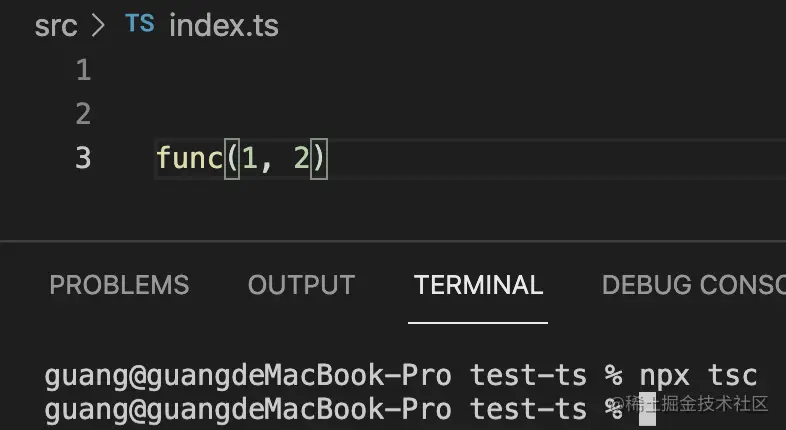 src > TS index.ts
1
2
3 func(1, 2)
PROBLEMS OUTPUT TERMINAL DEBUG CONSO
guang@guangdeMacBook-Pro test-ts % npx tsc
guang@guangdeMacBook-Pro test-ts % @稀土掘金技术社区